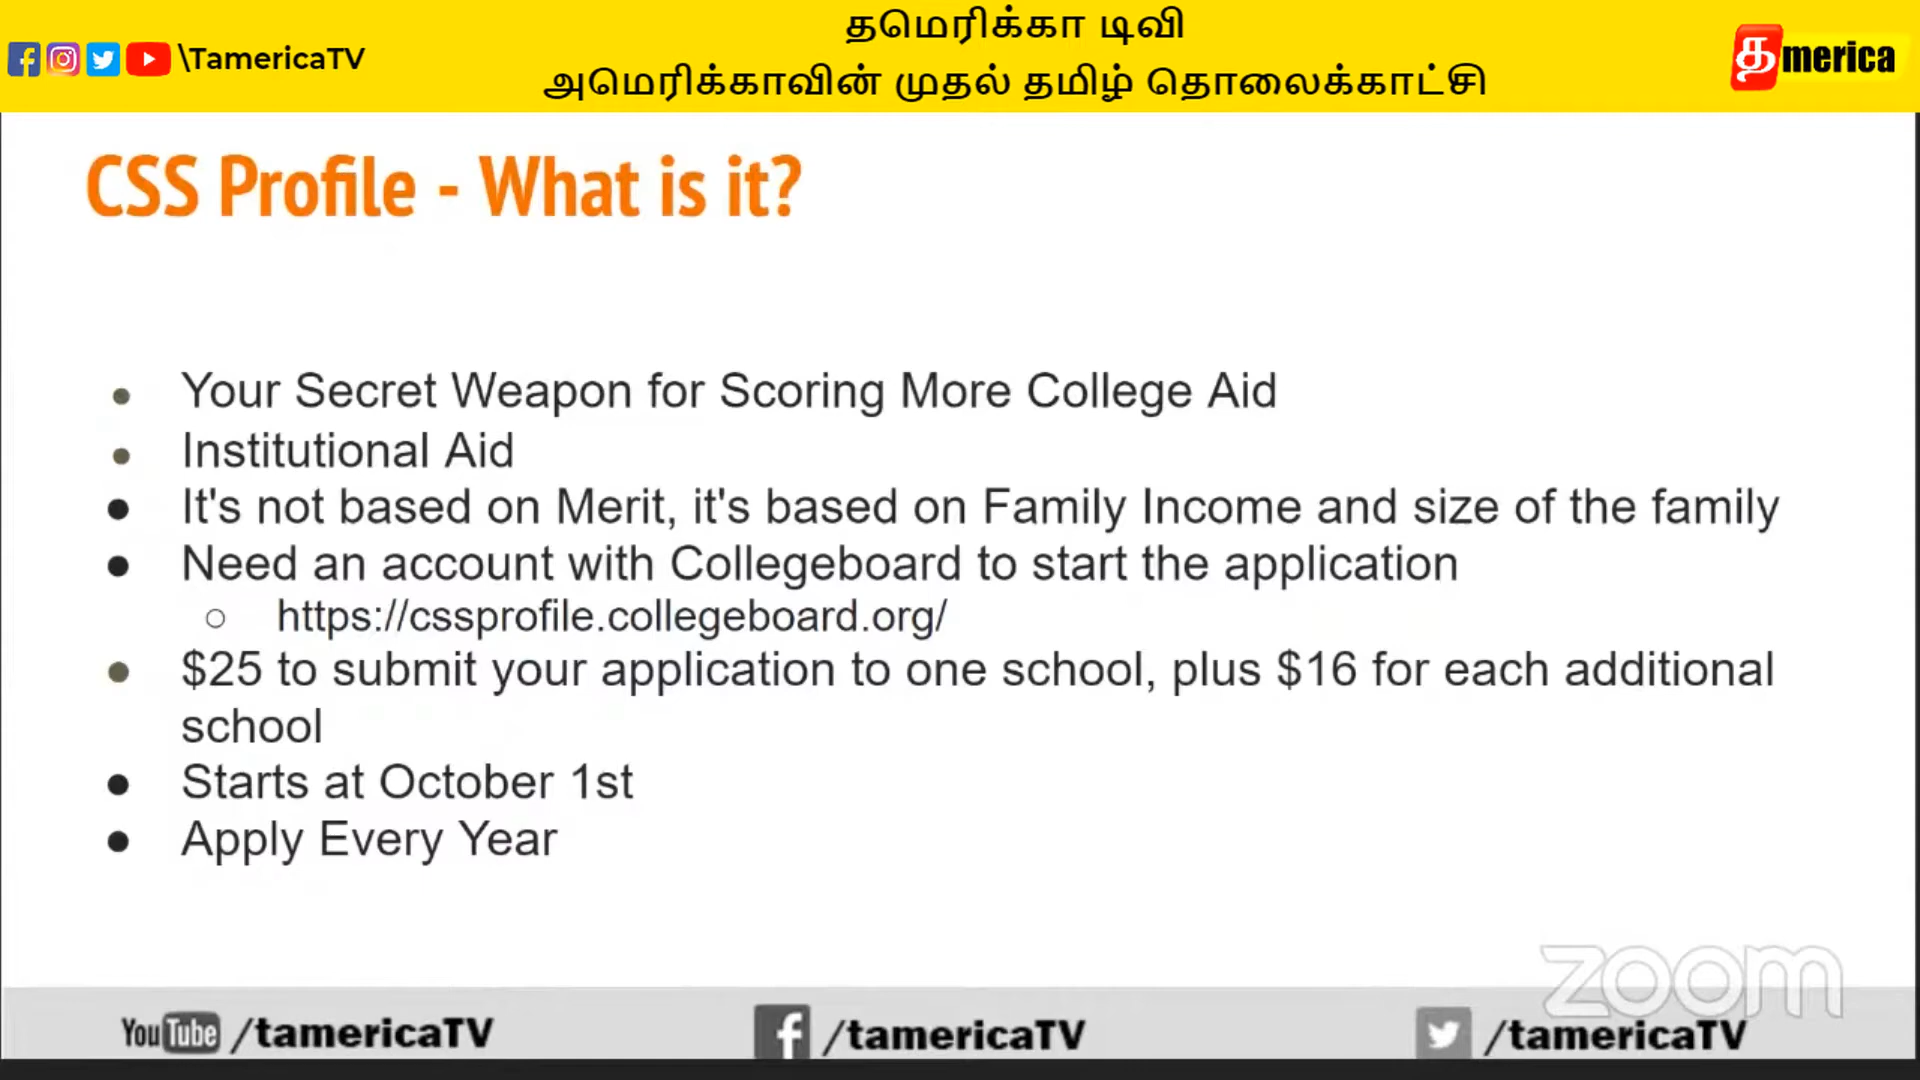 தமெரிக்கா டிவி
\TamericaTV
அமெரிக்காவின் முதல் தமிழ் தொலைக்காட்சி
தmerica
CSS Profile - What is it?
Your Secret Weapon for Scoring More College Aid
Institutional Aid
It's not based on Merit, it's based on Family Income and size of the family
Need an account with Collegeboard to start the application
https://cssprofile.collegeboard.org/
$25 to submit your application to one school, plus $16 for each additional
school
Starts at October 1st
Apply Every Year
zoom
YouTube /tamericaTV
f /tamericaTV
/tamericaTV